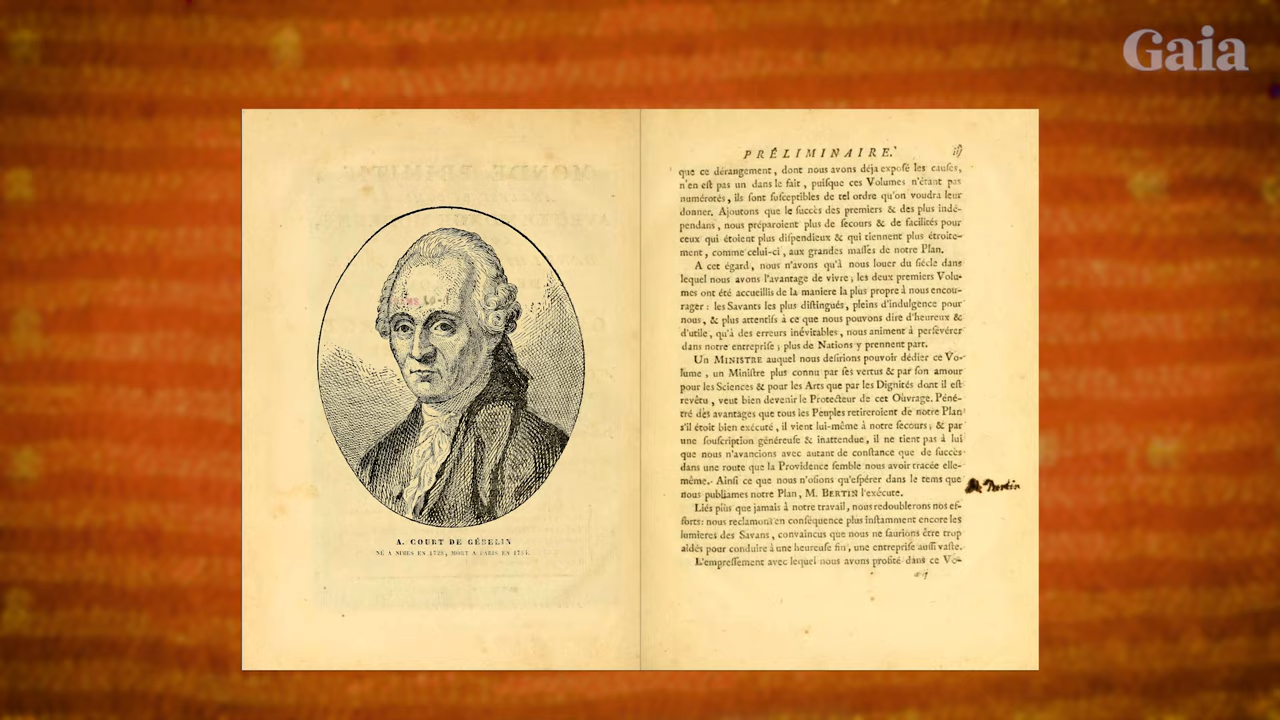 Gaia
MONDE PRIMITIF
A. COURT DE GÉBELIN
NÉ A NIMES EN 1725, MORT A PARIS EN 1784.
PRÉLIMINAIRE.
que ce dérangement, dont nous avons déja exposé les causes,
n'en est pas un dans le fait, puisque ces Volumes n'étant pas
numérotés, ils sont susceptibles de tel ordre qu'on voudra leur
donner. Ajoutons que le succès des premiers & des plus indé-
pendans, nous préparoient plus de secours & de facilités pour
ceux qui étoient plus dispendieux & qui tiennent plus étroite-
ment, comme celui-ci, aux grandes masses de notre Plan.
A cet égard, nous n'avons qu'à nous louer du siécle dans
lequel nous avons l'avantage de vivre; les deux premiers Volu-
mes ont été accueillis de la maniere la plus propre à nous encou-
rager: les Savans les plus distingués, pleins d'indulgence pour
nous, & plus attentifs à ce que nous pouvons dire d'heureux &
d'utile, qu'à des erreurs inévitables, nous animent à persévérer
dans notre entreprise; plus de Nations y prennent part.
Un MINISTRE auquel nous desirions pouvoir dédier ce Vo-
lume, un Ministre plus connu par ses vertus & par son amour
pour les Sciences & pour les Arts que par les Dignités dont il est
revêtu, veut bien devenir le Protecteur de cet Ouvrage. Péné-
tré des avantages que tous les Peuples retireroient de notre Plan
s'il étoit bien exécuté, il vient lui-même à notre secours; & par
une souscription généreuse & inattendue, il ne tient pas à lui
que nous n'avancions avec autant de constance que de succès
dans une route que la Providence semble nous avoir tracée elle-
même. Ainsi ce que nous n'osions qu'espérer dans le tems que
nous publiames notre Plan, M. BERTIN l'exécute.
M. Bertin
Liés plus que jamais à notre travail, nous redoublerons nos ef-
forts: nous reclamons en conséquence plus instamment encore les
lumieres des Savans, convaincus que nous ne saurions être trop
aidés pour conduire à une heureuse fin, une entreprise aussi vaste.
L'empressement avec lequel nous avons profité dans ce Vo-